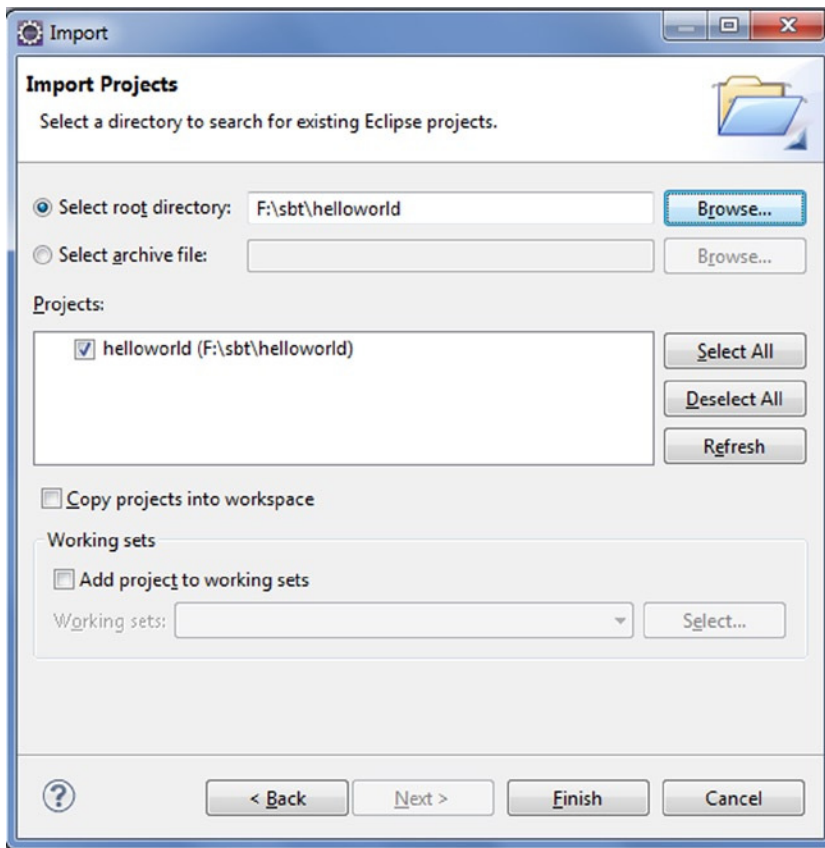 Import
Import Projects
Select a directory to search for existing Eclipse projects.
Select root directory: F:\sbt\helloworld Browse...
Select archive file: Browse...
Projects:
helloworld (F:\sbt\helloworld) Select All
Deselect All
Refresh
Copy projects into workspace
Working sets
Add project to working sets
Working sets: Select...
? < Back Next > Finish Cancel